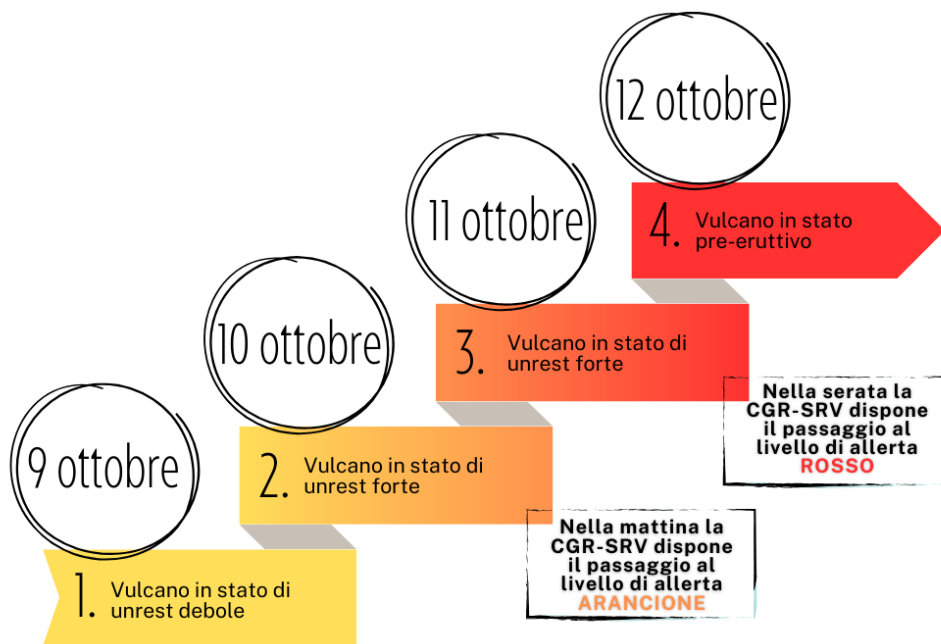 12 ottobre
4. Vulcano in stato
pre-eruttivo
11 ottobre
3. Vulcano in stato di
unrest forte
Nella serata la
CGR-SRV dispone
il passaggio al
livello di allerta
ROSSO
10 ottobre
2. Vulcano in stato di
unrest forte
Nella mattina la
CGR-SRV dispone
il passaggio al
livello di allerta
ARANCIONE
9 ottobre
1. Vulcano in stato di
unrest debole